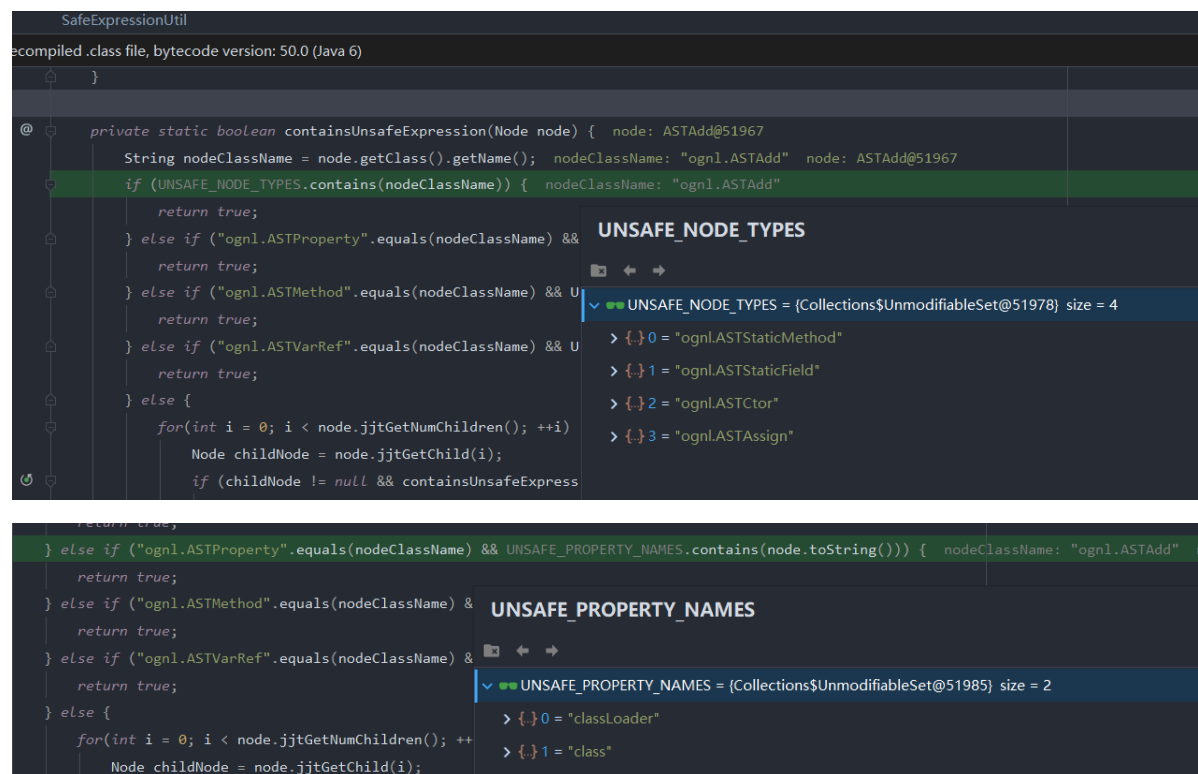 SafeExpressionUtil
ecompiled .class file, bytecode version: 50.0 (Java 6)
}
@ private static boolean containsUnsafeExpression(Node node) { node: ASTAdd@51967
String nodeClassName = node.getClass().getName(); nodeClassName: "ognl.ASTAdd" node: ASTAdd@51967
if (UNSAFE_NODE_TYPES.contains(nodeClassName)) { nodeClassName: "ognl.ASTAdd"
return true;
} else if ("ognl.ASTProperty".equals(nodeClassName) &&
return true;
} else if ("ognl.ASTMethod".equals(nodeClassName) && U
return true;
} else if ("ognl.ASTVarRef".equals(nodeClassName) && U
return true;
} else {
for(int i = 0; i < node.jjtGetNumChildren(); ++i)
Node childNode = node.jjtGetChild(i);
if (childNode != null && containsUnsafeExpress
UNSAFE_NODE_TYPES
UNSAFE_NODE_TYPES = {Collections$UnmodifiableSet@51978} size = 4
{..} 0 = "ognl.ASTStaticMethod"
{..} 1 = "ognl.ASTStaticField"
{..} 2 = "ognl.ASTCtor"
{..} 3 = "ognl.ASTAssign"
return true;
} else if ("ognl.ASTProperty".equals(nodeClassName) && UNSAFE_PROPERTY_NAMES.contains(node.toString())) { nodeClassName: "ognl.ASTAdd"
return true;
} else if ("ognl.ASTMethod".equals(nodeClassName) &
return true;
} else if ("ognl.ASTVarRef".equals(nodeClassName) &
return true;
} else {
for(int i = 0; i < node.jjtGetNumChildren(); ++
Node childNode = node.jjtGetChild(i);
UNSAFE_PROPERTY_NAMES
UNSAFE_PROPERTY_NAMES = {Collections$UnmodifiableSet@51985} size = 2
{..} 0 = "classLoader"
{..} 1 = "class"